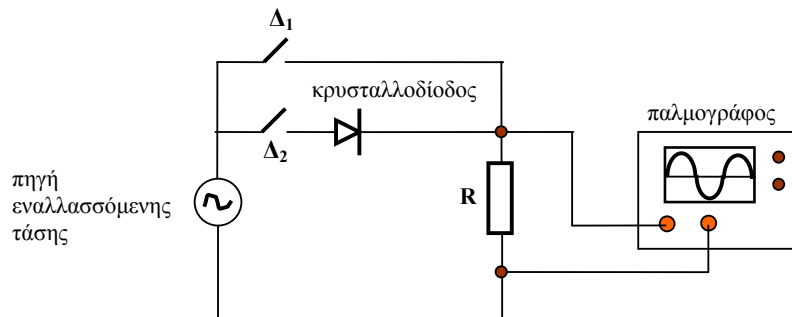 Δ1
κρυσταλλοδίοδος
παλμογράφος
Δ2
πηγή
εναλλασσόμενης
τάσης
R